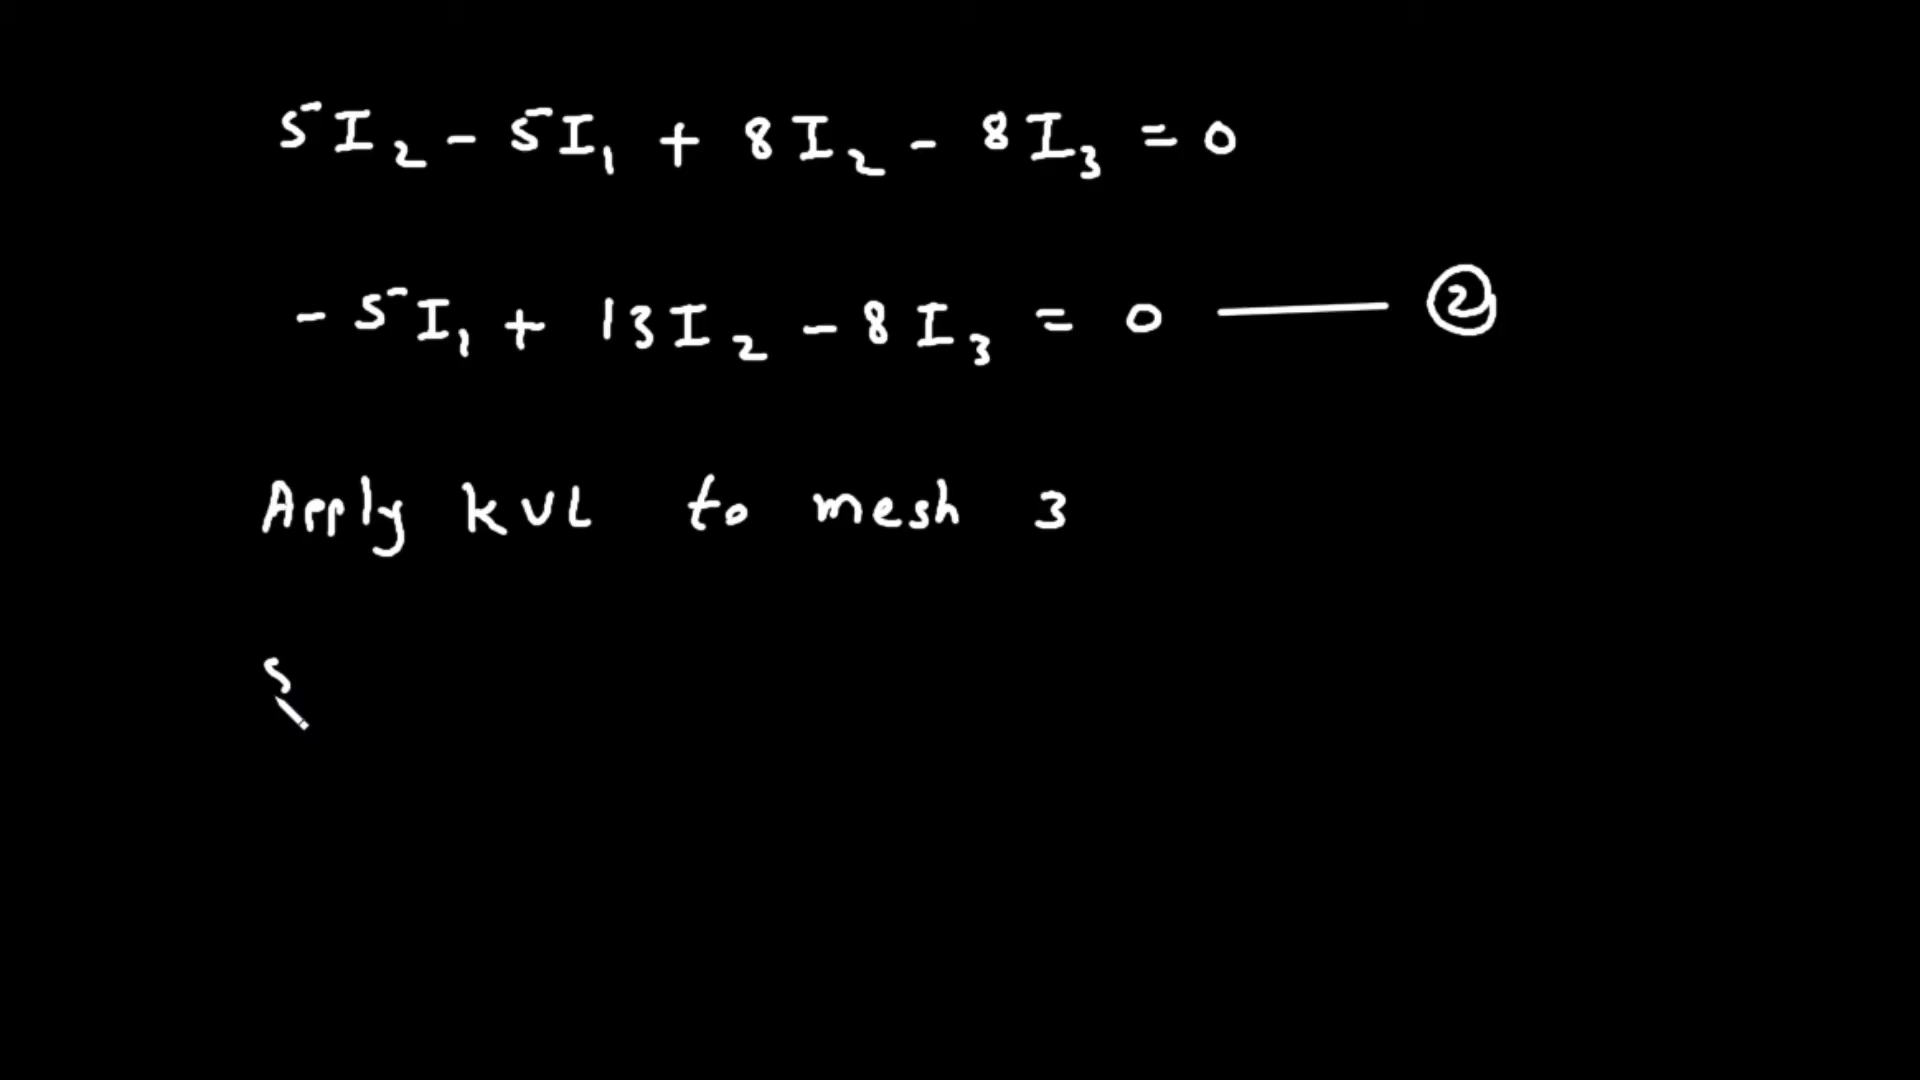 5I₂ - 5I₁ + 8I₂ - 8I₃ = 0
- 5I₁ + 13I₂ - 8I₃ = 0 —— ②
Apply KVL to mesh 3